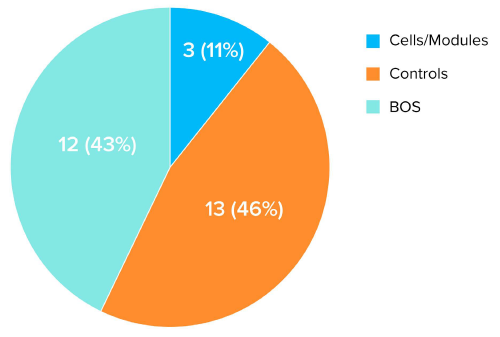 3 (11%)
12 (43%)
13 (46%)
Cells/Modules
Controls
BOS